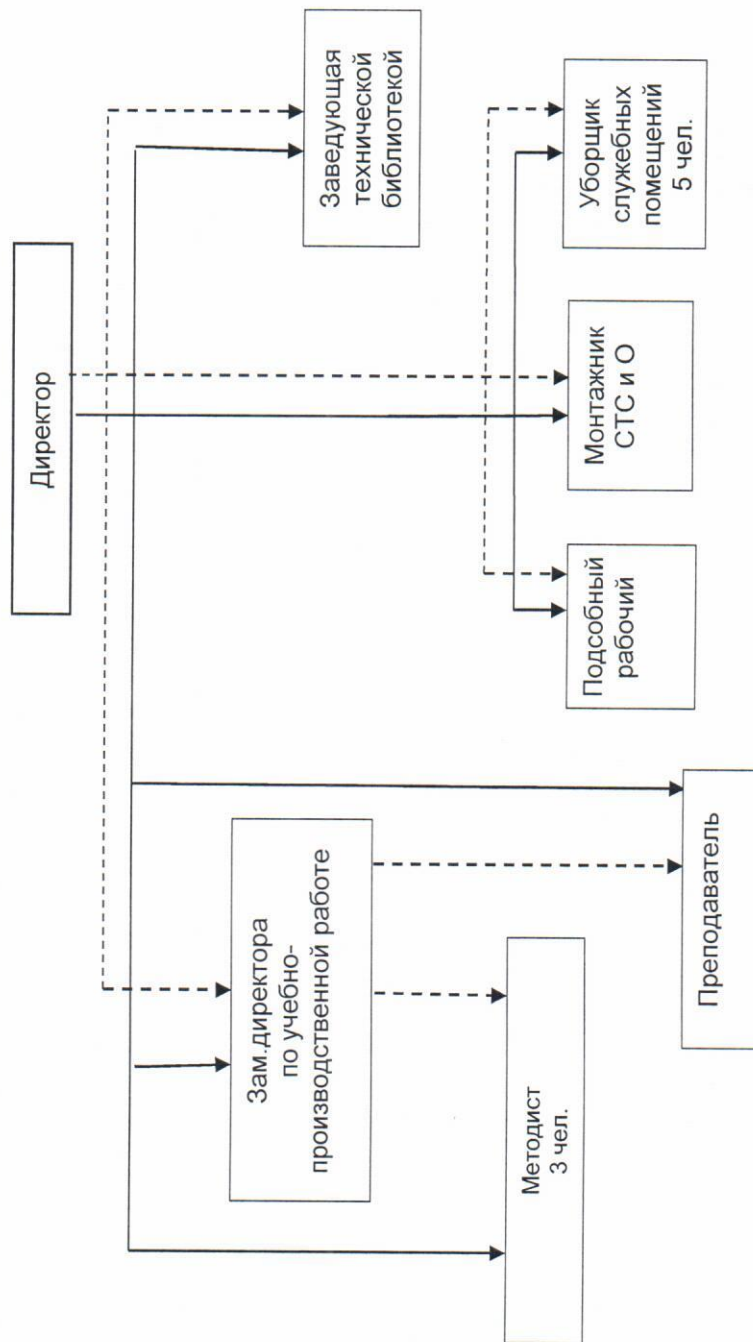 Директор
Зам.директора
по учебно-
производственной работе
Заведующая
технической
библиотекой
Методист
3 чел.
Преподаватель
Подсобный
рабочий
Монтажник
СТС и О
Уборщик
служебных
помещений
5 чел.